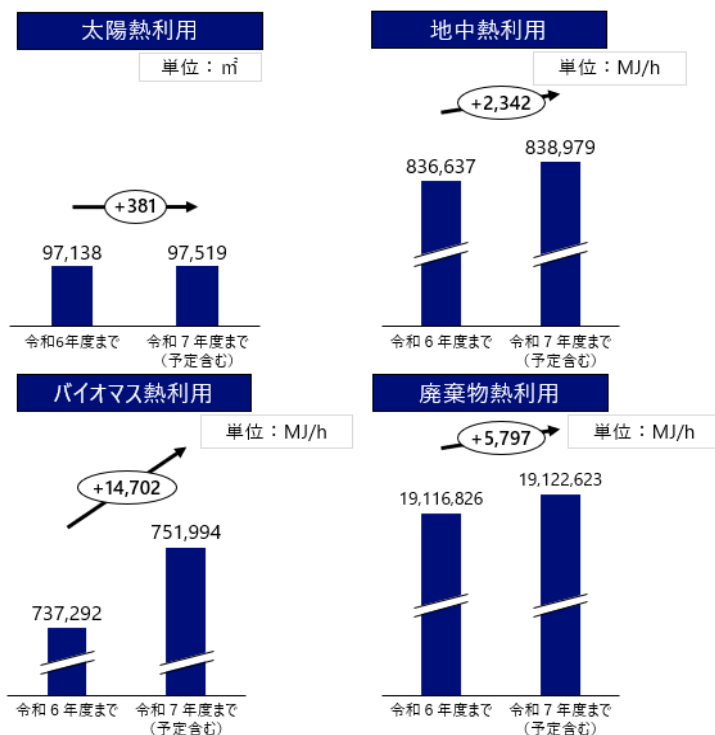 太陽熱利用
単位：㎡
+381
97,138
97,519
令和6年度まで
令和７年度まで
（予定含む）
地中熱利用
単位：MJ/h
+2,342
836,637
838,979
令和６年度まで
令和７年度まで
（予定含む）
バイオマス熱利用
単位：MJ/h
+14,702
737,292
751,994
令和６年度まで
令和７年度まで
（予定含む）
廃棄物熱利用
単位：MJ/h
+5,797
19,116,826
19,122,623
令和６年度まで
令和７年度まで
（予定含む）